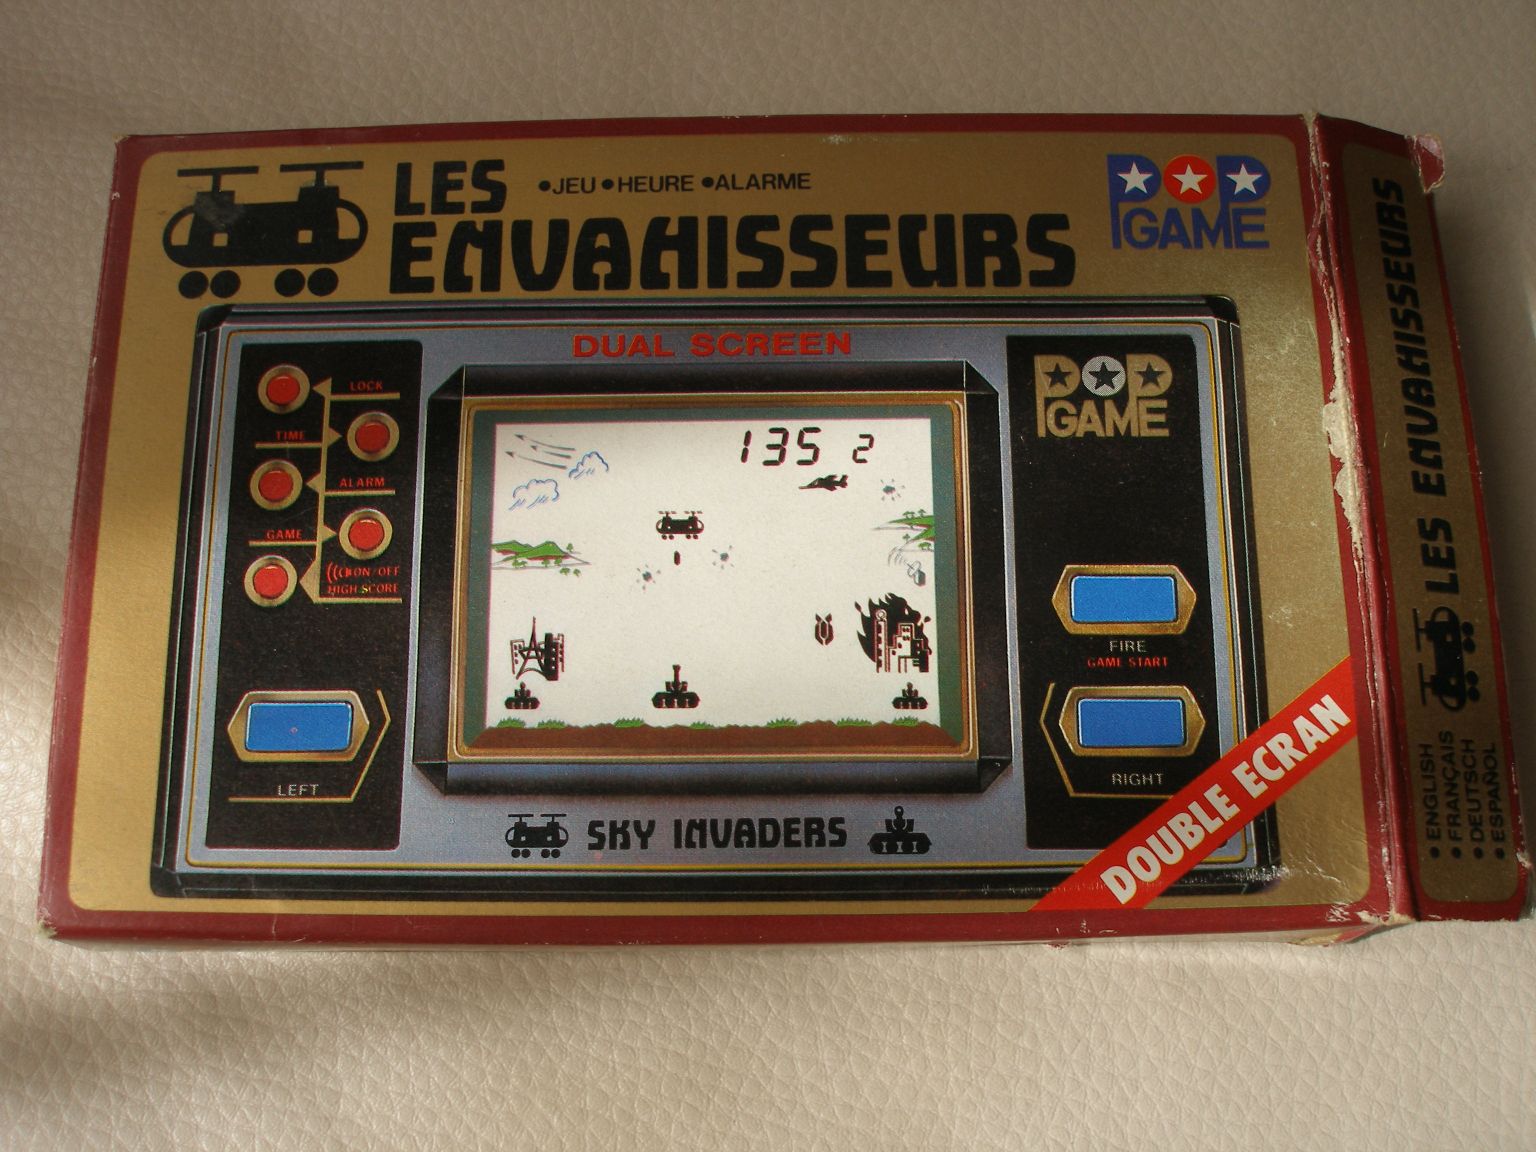 LES
•JEU •HEURE •ALARME
ENVAHISSEURS
POP
GAME
DUAL SCREEN
LOCK
TIME
ALARM
GAME
ON/OFF
HIGH SCORE
LEFT
135 2
POP
GAME
FIRE
GAME START
RIGHT
SKY INVADERS
DOUBLE ECRAN
LES ENVAHISSEURS
•ENGLISH
•FRANÇAIS
•DEUTSCH
•ESPAÑOL